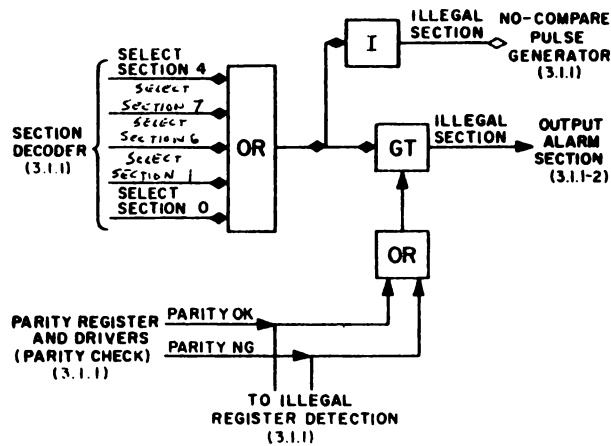 ILLEGAL
SECTION
NO-COMPARE
PULSE
GENERATOR
(3.1.1)
I
SELECT
SECTION 4
SELECT
SECTION 7
SELECT
SECTION 6
SELECT
SECTION 1
SELECT
SECTION 0
SECTION
DECODER
(3.1.1)
OR
GT
ILLEGAL
SECTION
OUTPUT
ALARM
SECTION
(3.1.1-2)
OR
PARITY REGISTER
AND DRIVERS
(PARITY CHECK)
(3.1.1)
PARITY OK
PARITY NG
TO ILLEGAL
REGISTER DETECTION
(3.1.1)